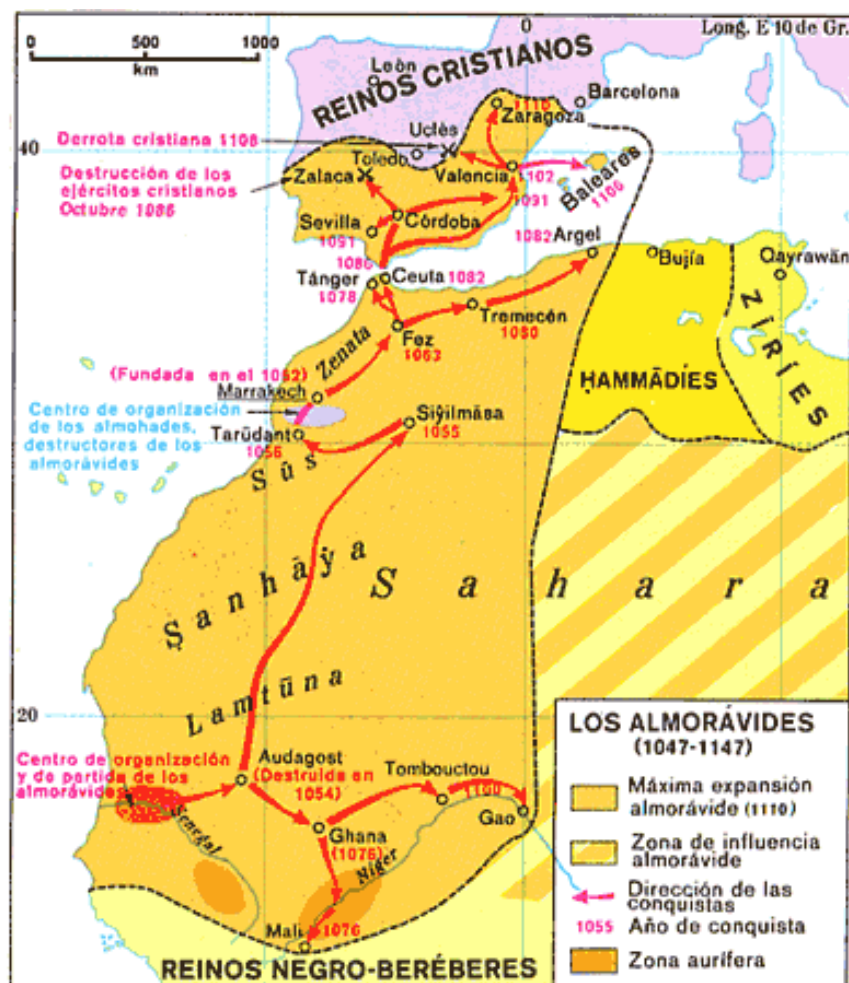 0 500 1000
km
0
Long. E 10 de Gr.
REINOS CRISTIANOS
León
Barcelona
1110
Zaragoza
40
Derrota cristiana 1108
Uclès
Toledo
Destrucción de los
ejércitos cristianos
Octubre 1086
Zalaca
Valencia
1102
1091
Baleares
1106
Sevilla
1091
Córdoba
1086
1082
Argel
Bujía
Qayrawān
Tánger
1078
Ceuta
1082
Tremecén
1080
Fez
1063
Zenata
HAMMĀDÍES
ZÍRÍES
(Fundada en el 1062)
Marrakech
Centro de organización
de los almohades,
destructores de los
almorávides
Siŷilmāsa
1055
Tarūdant
1056
Sūs
Ṣanhāŷa
Sahara
Lamtūna
20
Centro de organización
y de partida de los
almorávides
Audagost
(Destruida en
1054)
Tombouctou
Gao
Senegal
Ghana
(1076)
Níger
Mali
1076
REINOS NEGRO-BERÉBERES
LOS ALMORÁVIDES
(1047-1147)
Máxima expansión
almorávide (1110)
Zona de influencia
almorávide
Dirección de las
conquistas
1055 Año de conquista
Zona aurífera